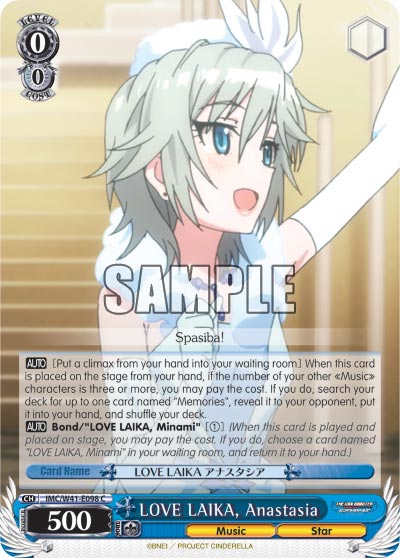 LEVEL
0
0
COST
SAMPLE
Spasiba!
AUTO [Put a climax from your hand into your waiting room] When this card
is placed on the stage from your hand, if the number of your other «Music»
characters is three or more, you may pay the cost. If you do, search your
deck for up to one card named "Memories", reveal it to your opponent, put
it into your hand, and shuffle your deck.
AUTO Bond/"LOVE LAIKA, Minami" [①] (When this card is played and
placed on stage, you may pay the cost. If you do, choose a card named
"LOVE LAIKA, Minami" in your waiting room, and return it to your hand.)
Card Name LOVE LAIKA アナスタシア
CD IMC/W41-E098 C
POWER 500
LOVE LAIKA, Anastasia
Music Star
©BNEI / PROJECT CINDERELLA